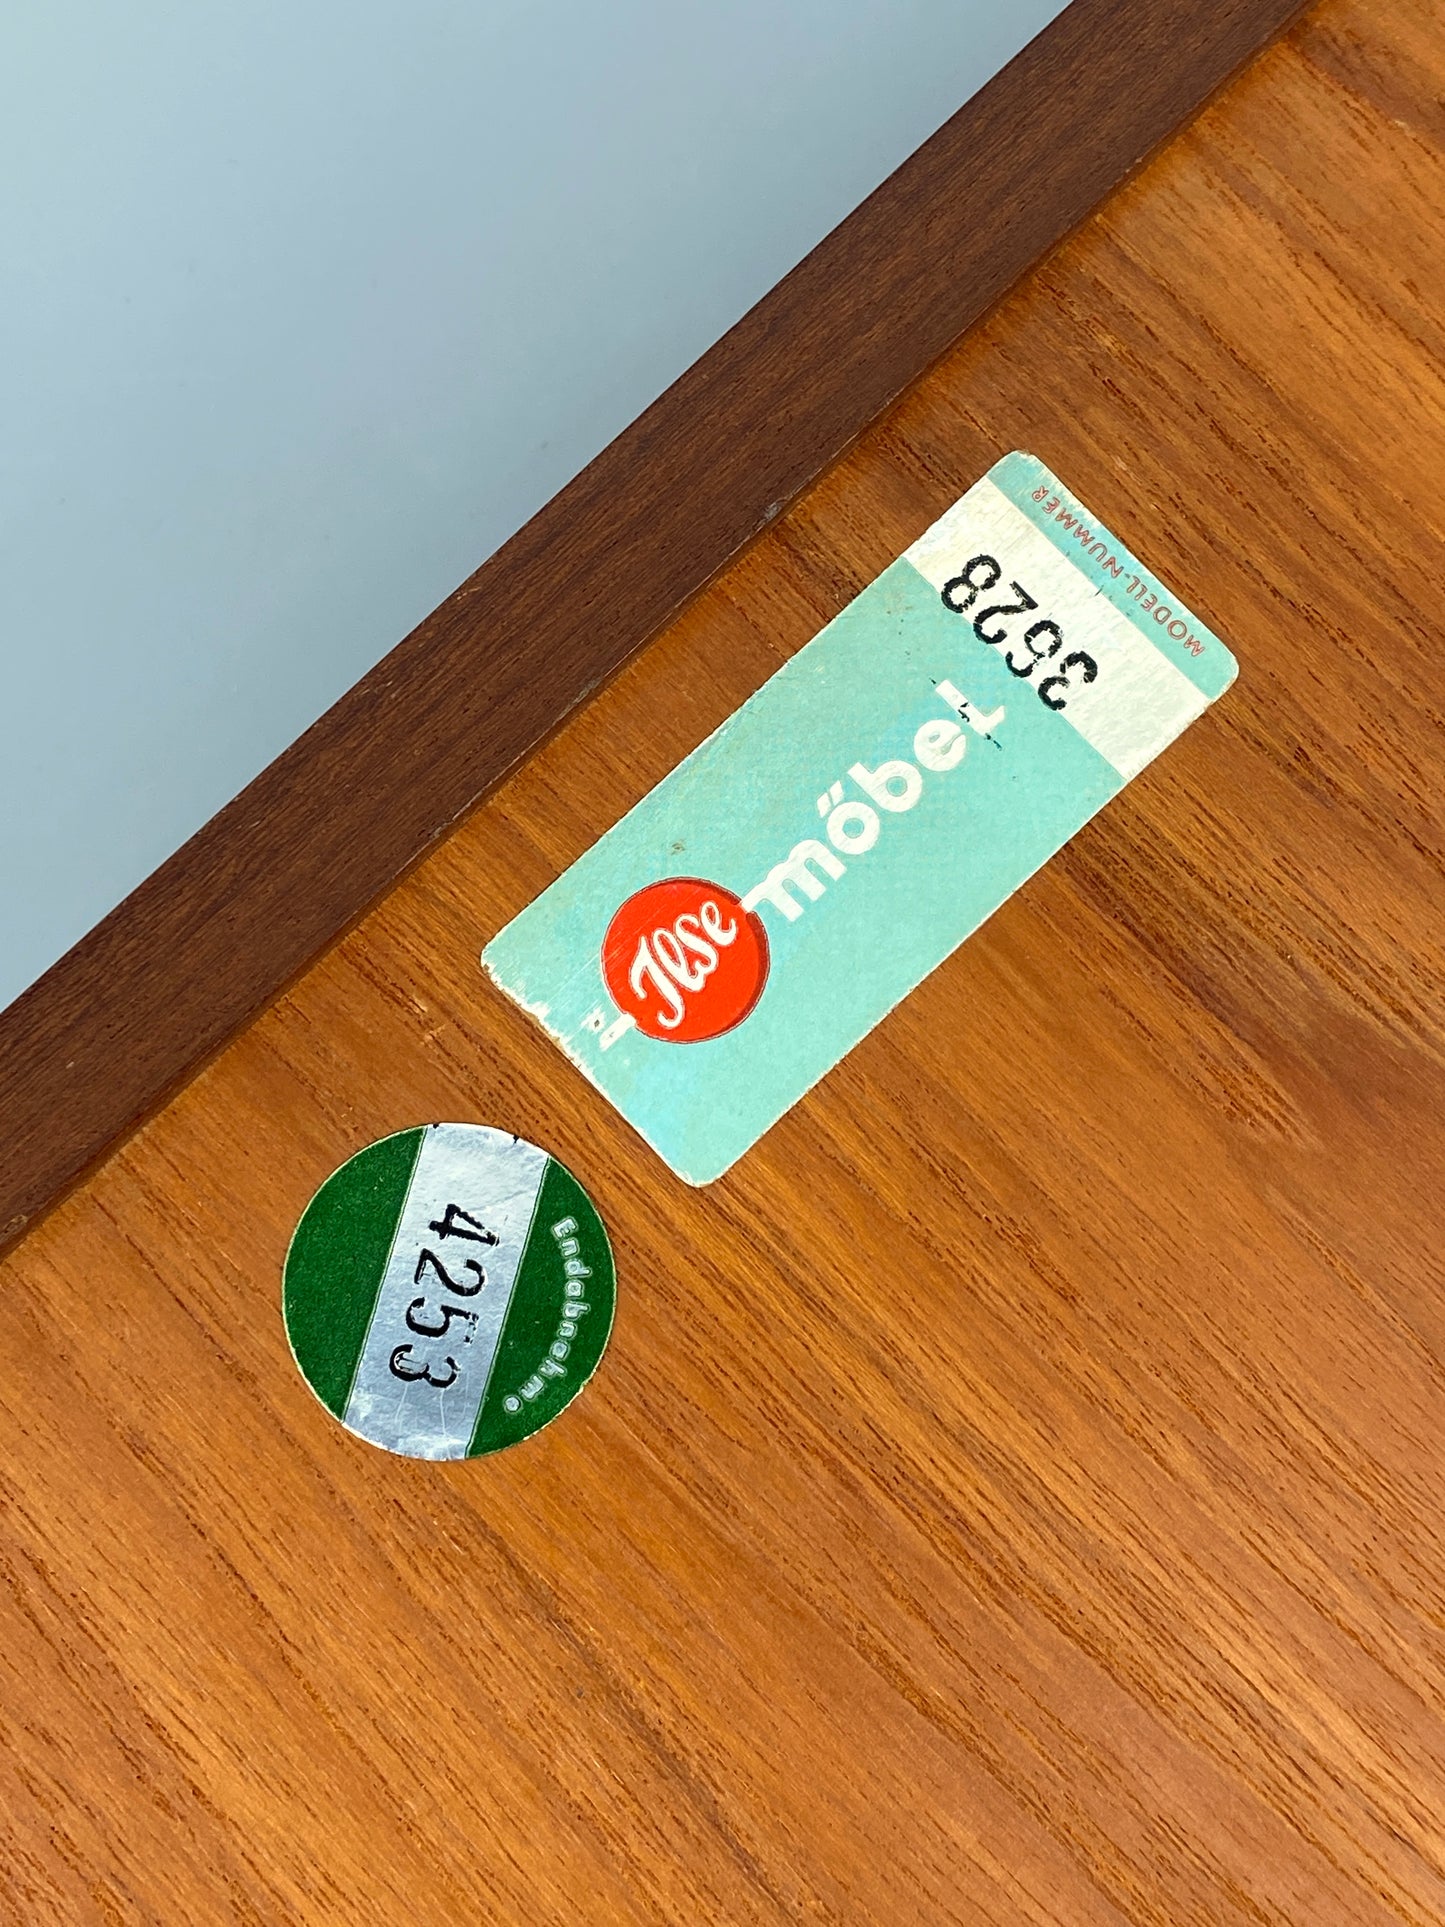 MODELL-NUMMER
3628
Ilse möbel
Endabnahme
4253